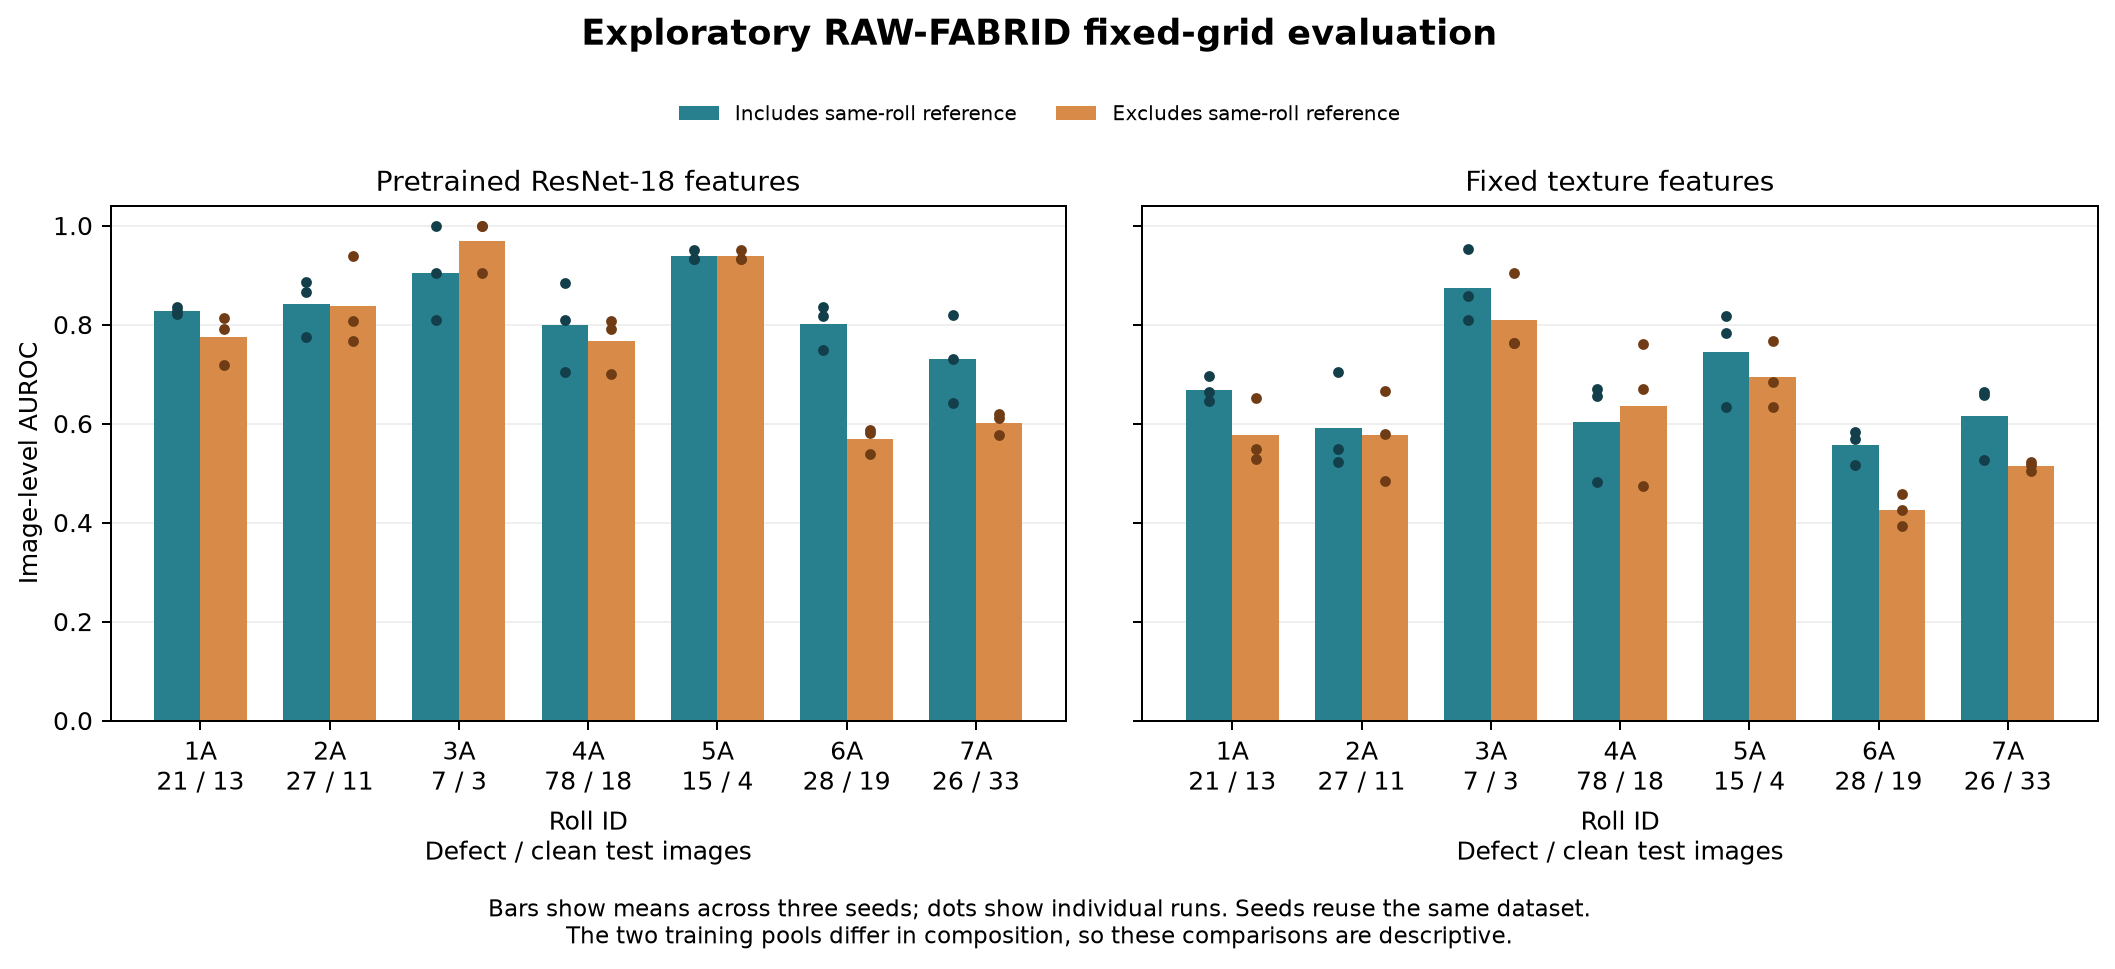 Exploratory RAW-FABRID fixed-grid evaluation
Includes same-roll reference
Excludes same-roll reference
Pretrained ResNet-18 features
Image-level AUROC
1.0
0.8
0.6
0.4
0.2
0.0
1A 2A 3A 4A 5A 6A 7A
21 / 13 27 / 11 7 / 3 78 / 18 15 / 4 28 / 19 26 / 33
Roll ID
Defect / clean test images
Fixed texture features
1A 2A 3A 4A 5A 6A 7A
21 / 13 27 / 11 7 / 3 78 / 18 15 / 4 28 / 19 26 / 33
Roll ID
Defect / clean test images
Bars show means across three seeds; dots show individual runs. Seeds reuse the same dataset.
The two training pools differ in composition, so these comparisons are descriptive.